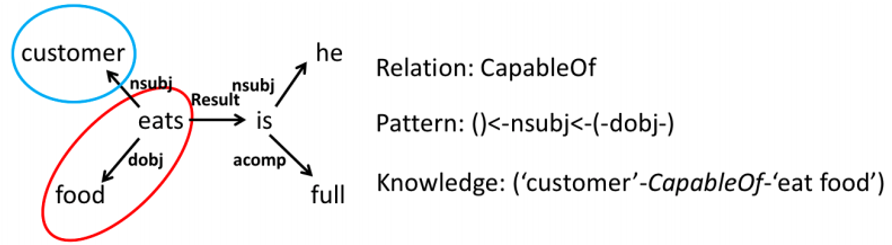 customer
he
nsubj
nsubj
Result
eats
is
dobj
acomp
food
full
Relation: CapableOf
Pattern: ()<-nsubj<-(-dobj-)
Knowledge: (‘customer’-CapableOf-‘eat food’)